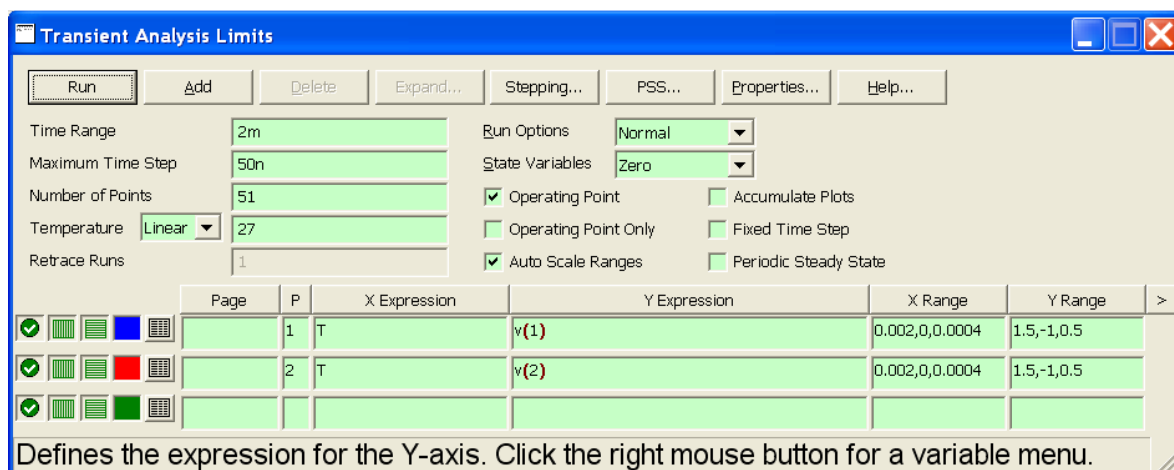 Transient Analysis Limits
Run Add Delete Expand... Stepping... PSS... Properties... Help...
Time Range 2m Run Options Normal
Maximum Time Step 50n State Variables Zero
Number of Points 51 Operating Point Accumulate Plots
Temperature Linear 27 Operating Point Only Fixed Time Step
Retrace Runs 1 Auto Scale Ranges Periodic Steady State
Page P X Expression Y Expression X Range Y Range >
1 T v(1) 0.002,0,0.0004 1.5,-1,0.5
2 T v(2) 0.002,0,0.0004 1.5,-1,0.5
Defines the expression for the Y-axis. Click the right mouse button for a variable menu.